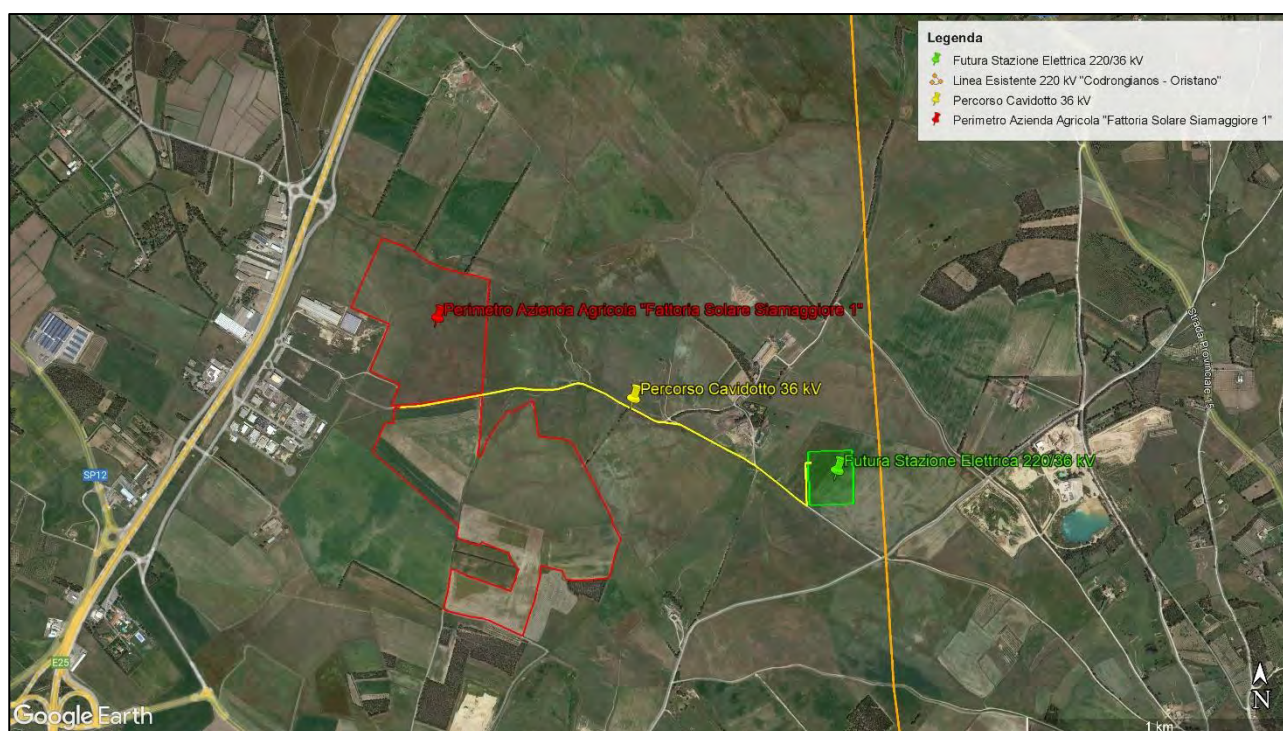 Legenda
Futura Stazione Elettrica 220/36 kV
Linea Esistente 220 kV "Codrongianos - Oristano"
Percorso Cavidotto 36 kV
Perimetro Azienda Agricola "Fattoria Solare Siamaggiore 1"
Perimetro Azienda Agricola "Fattoria Solare Siamaggiore 1"
Strada Provinciale 15
Percorso Cavidotto 36 kV
Futura Stazione Elettrica 220/36 kV
SP12
E25
Google Earth
N
1 km